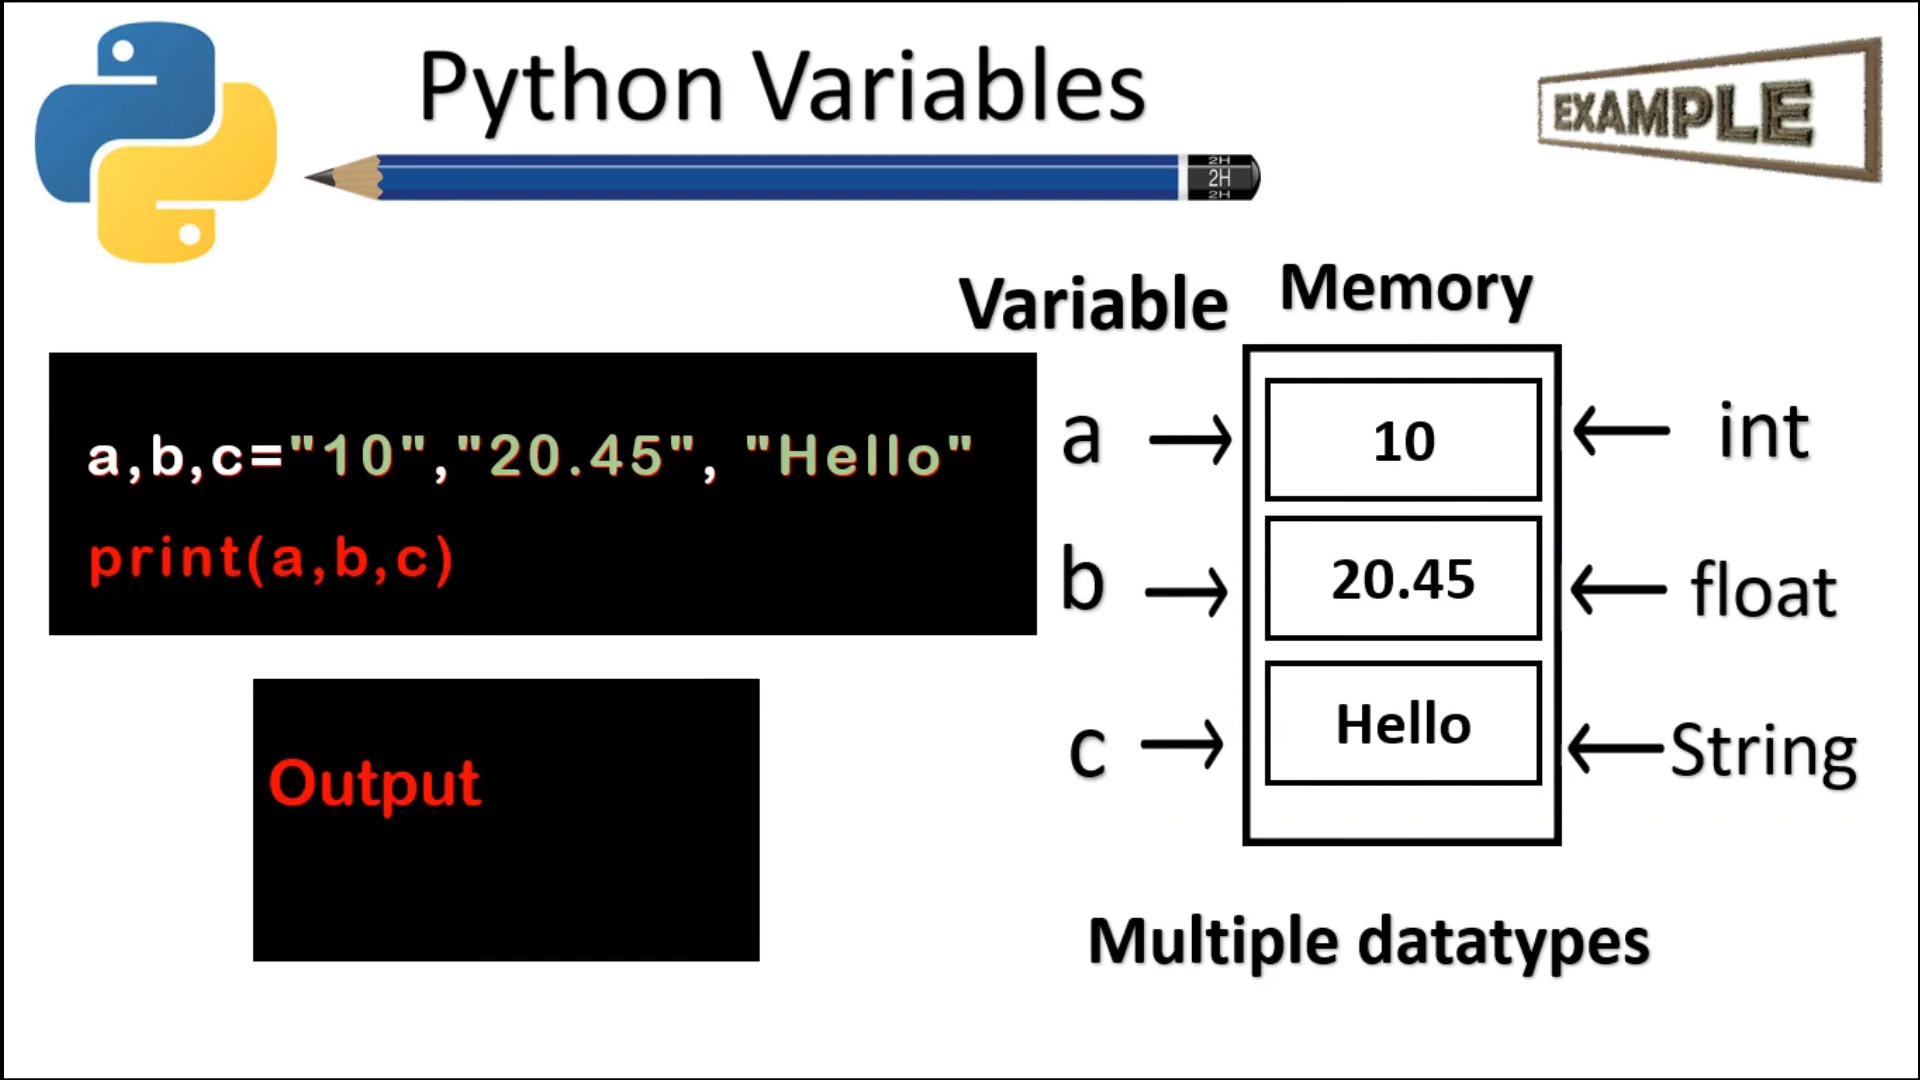 Python Variables
EXAMPLE
2H
2H
2H
Variable
Memory
a,b,c="10","20.45", "Hello"
print(a,b,c)
Output
a
10
int
b
20.45
float
c
Hello
String
Multiple datatypes